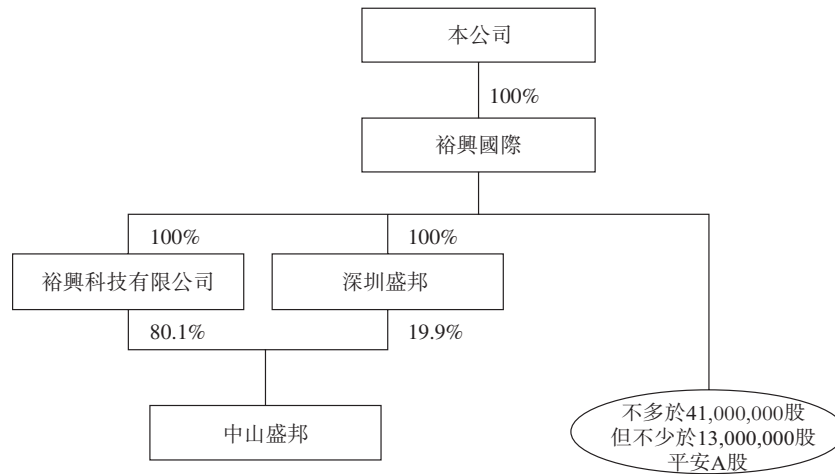 本公司
100%
裕興國際
100%
100%
裕興科技有限公司
深圳盛邦
80.1%
19.9%
中山盛邦
不多於41,000,000股
但不少於13,000,000股
平安A股